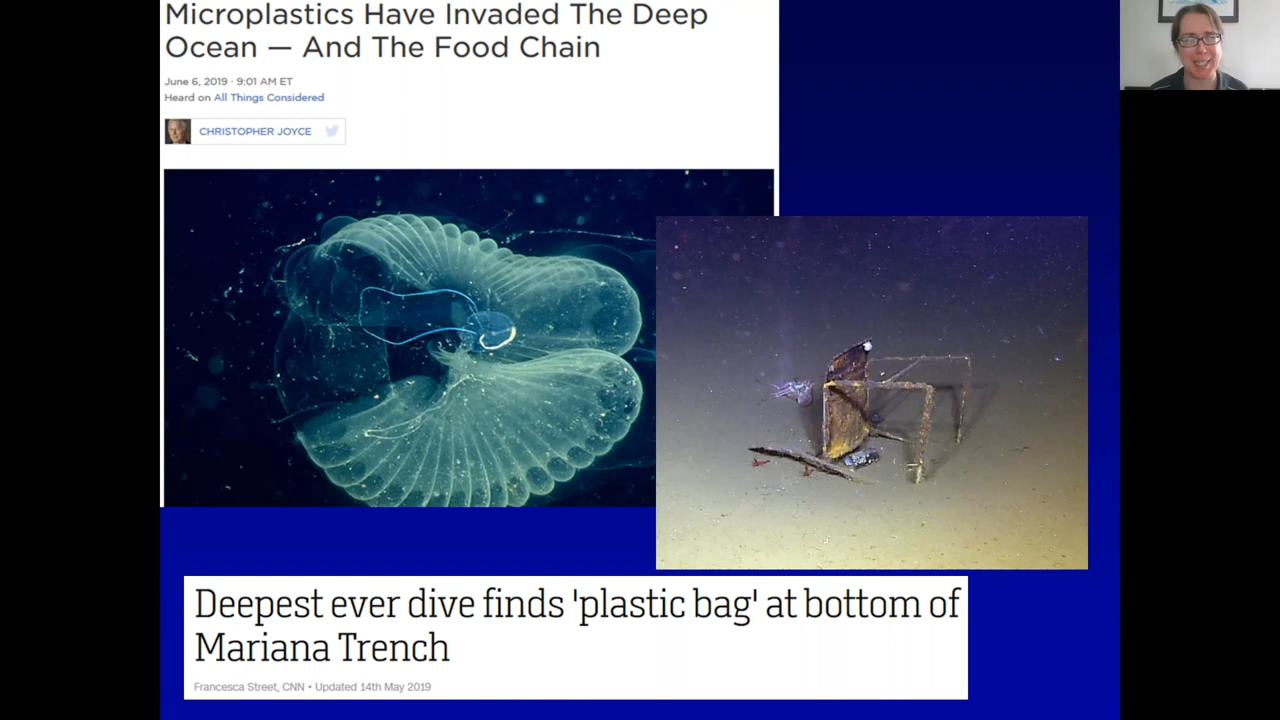 Microplastics Have Invaded The Deep
Ocean — And The Food Chain
June 6, 2019 · 9:01 AM ET
Heard on All Things Considered
CHRISTOPHER JOYCE
Deepest ever dive finds 'plastic bag' at bottom of
Mariana Trench
Francesca Street, CNN • Updated 14th May 2019